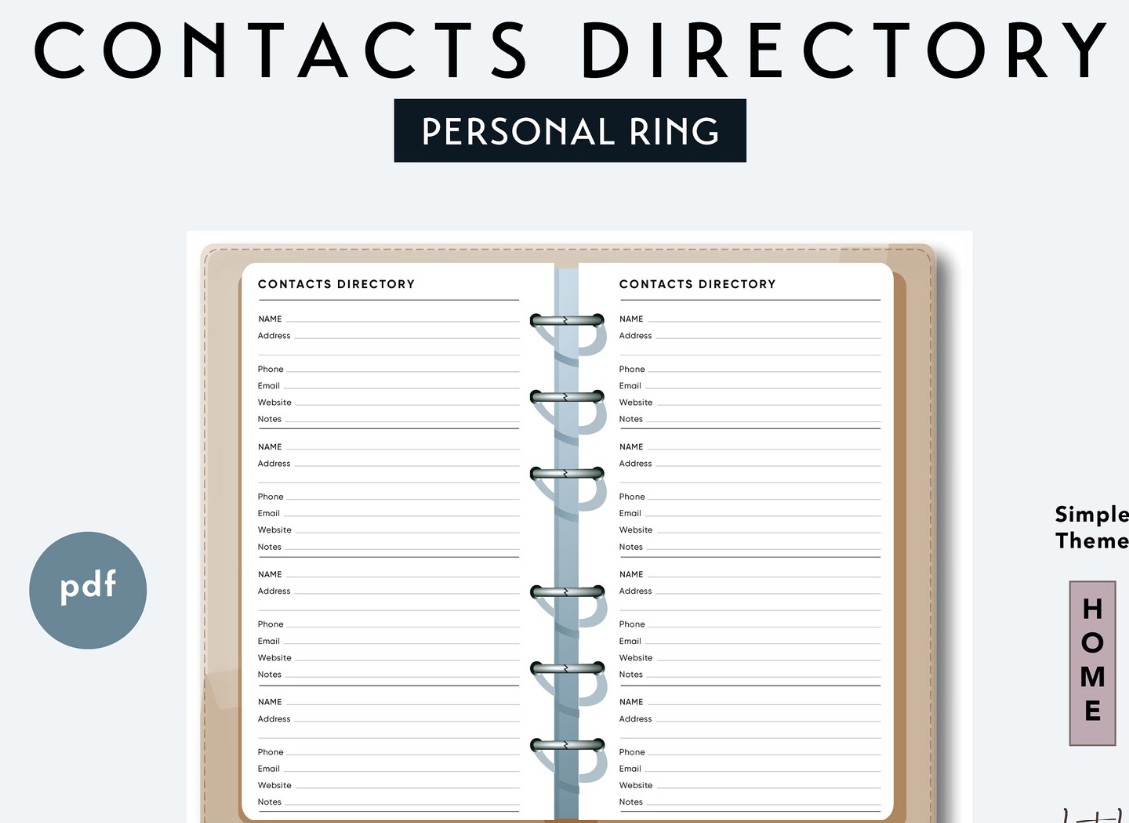 CONTACTS DIRECTORY
PERSONAL RING
CONTACTS DIRECTORY
NAME
Address
Phone
Email
Website
Notes
NAME
Address
Phone
Email
Website
Notes
NAME
Address
Phone
Email
Website
Notes
NAME
Address
Phone
Email
Website
Notes
CONTACTS DIRECTORY
NAME
Address
Phone
Email
Website
Notes
NAME
Address
Phone
Email
Website
Notes
NAME
Address
Phone
Email
Website
Notes
NAME
Address
Phone
Email
Website
Notes
pdf
Simple
Theme
HOME